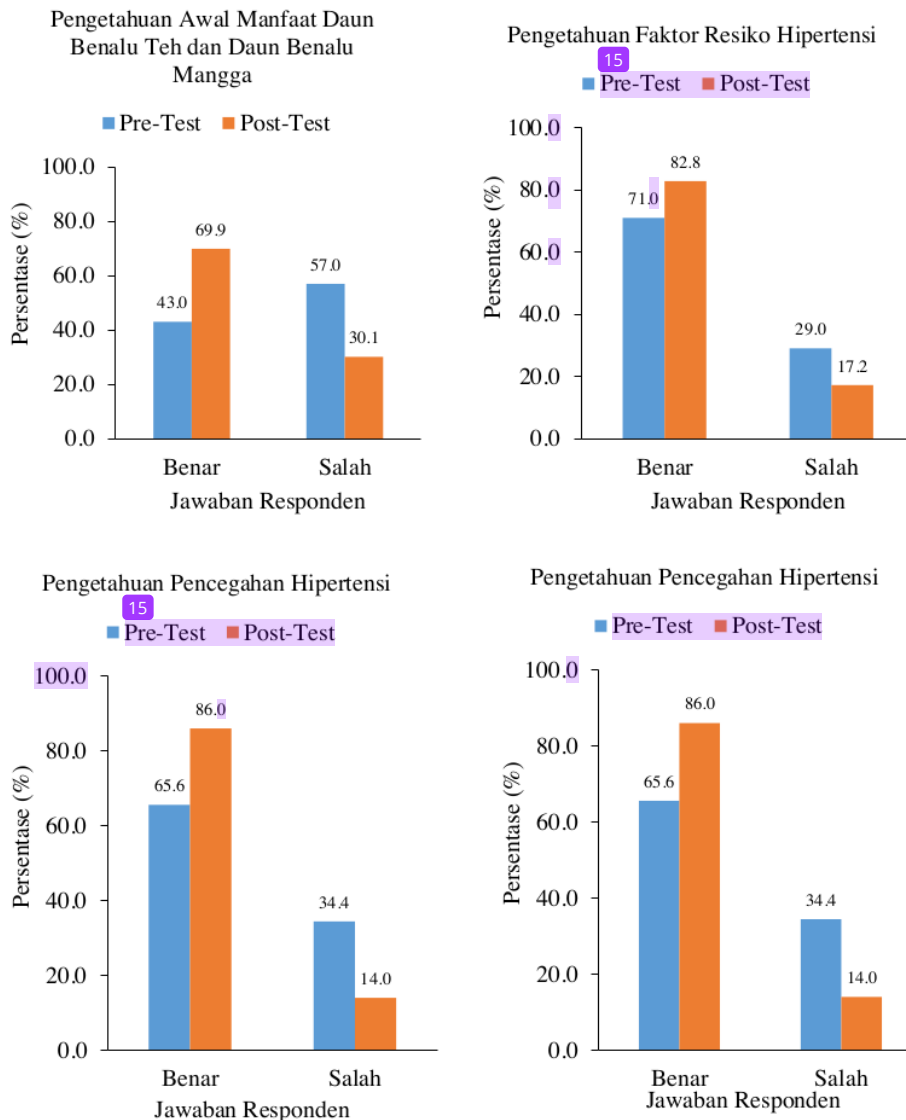 Pengetahuan Awal Manfaat Daun
Benalu Teh dan Daun Benalu
Mangga
Pre-Test Post-Test
Persentase (%)
100.0
80.0
60.0
40.0
20.0
0.0
43.0
69.9
57.0
30.1
Benar Salah
Jawaban Responden
Pengetahuan Faktor Resiko Hipertensi
15
Pre-Test Post-Test
Persentase (%)
100.0
80.0
60.0
40.0
20.0
0.0
71.0
82.8
29.0
17.2
Benar Salah
Jawaban Responden
Pengetahuan Pencegahan Hipertensi
15
Pre-Test Post-Test
Persentase (%)
100.0
80.0
60.0
40.0
20.0
0.0
65.6
86.0
34.4
14.0
Benar Salah
Jawaban Responden
Pengetahuan Pencegahan Hipertensi
Pre-Test Post-Test
Persentase (%)
100.0
80.0
60.0
40.0
20.0
0.0
65.6
86.0
34.4
14.0
Benar Salah
Jawaban Responden